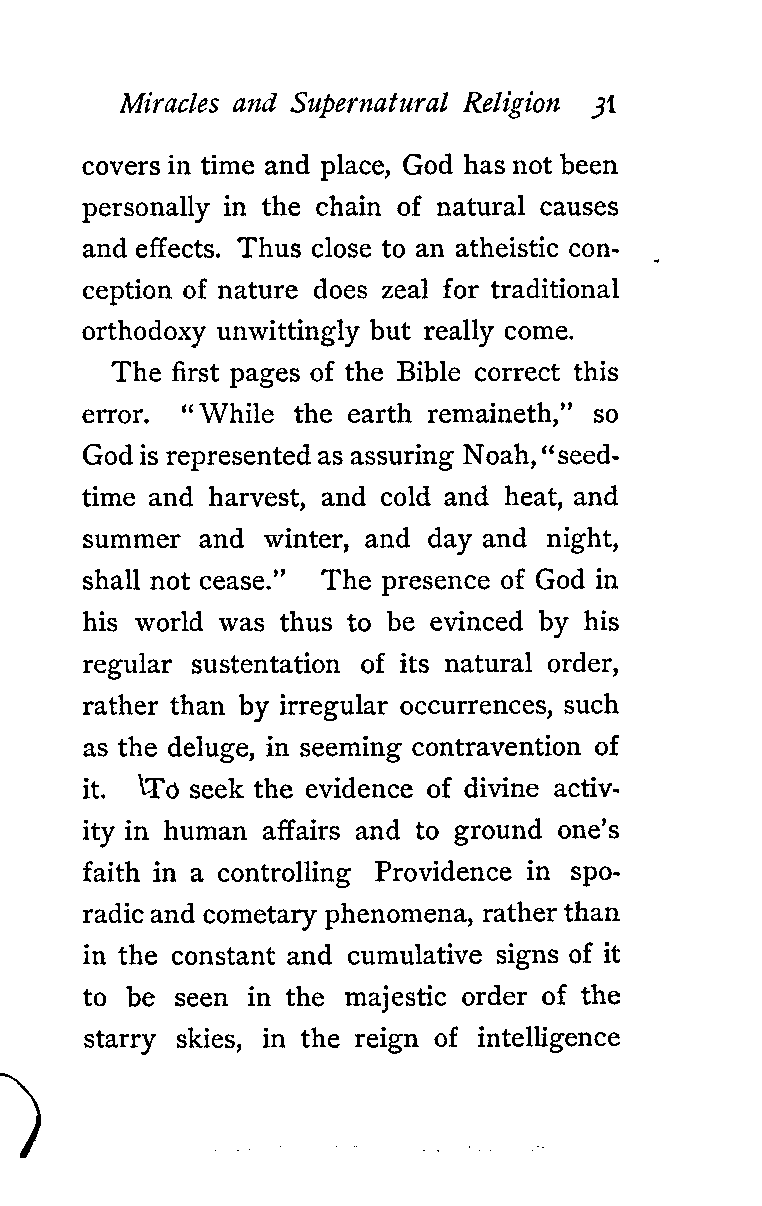 Miracles and Supernatural Religion 31
covers in time and place, God has not been
personally in the chain of natural causes
and effects. Thus close to an atheistic con-
ception of nature does zeal for traditional
orthodoxy unwittingly but really come.
The first pages of the Bible correct this
error. "While the earth remaineth," so
God is represented as assuring Noah, "seed-
time and harvest, and cold and heat, and
summer and winter, and day and night,
shall not cease." The presence of God in
his world was thus to be evinced by his
regular sustentation of its natural order,
rather than by irregular occurrences, such
as the deluge, in seeming contravention of
it. To seek the evidence of divine activ-
ity in human affairs and to ground one's
faith in a controlling Providence in spo-
radic and cometary phenomena, rather than
in the constant and cumulative signs of it
to be seen in the majestic order of the
starry skies, in the reign of intelligence